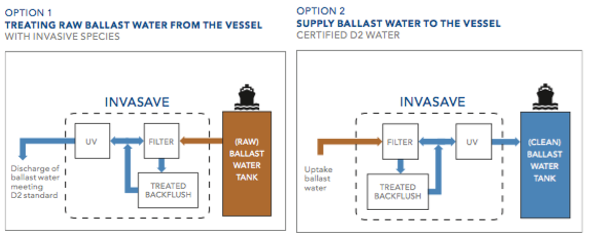 OPTION 1
TREATING RAW BALLAST WATER FROM THE VESSEL
WITH INVASIVE SPECIES
INVASAVE
UV
FILTER
(RAW)
BALLAST
WATER
TANK
TREATED
BACKFLUSH
Discharge of
ballast water
meeting
D2 standard
OPTION 2
SUPPLY BALLAST WATER TO THE VESSEL
CERTIFIED D2 WATER
INVASAVE
FILTER
UV
(CLEAN)
BALLAST
WATER
TANK
TREATED
BACKFLUSH
Uptake
ballast
water